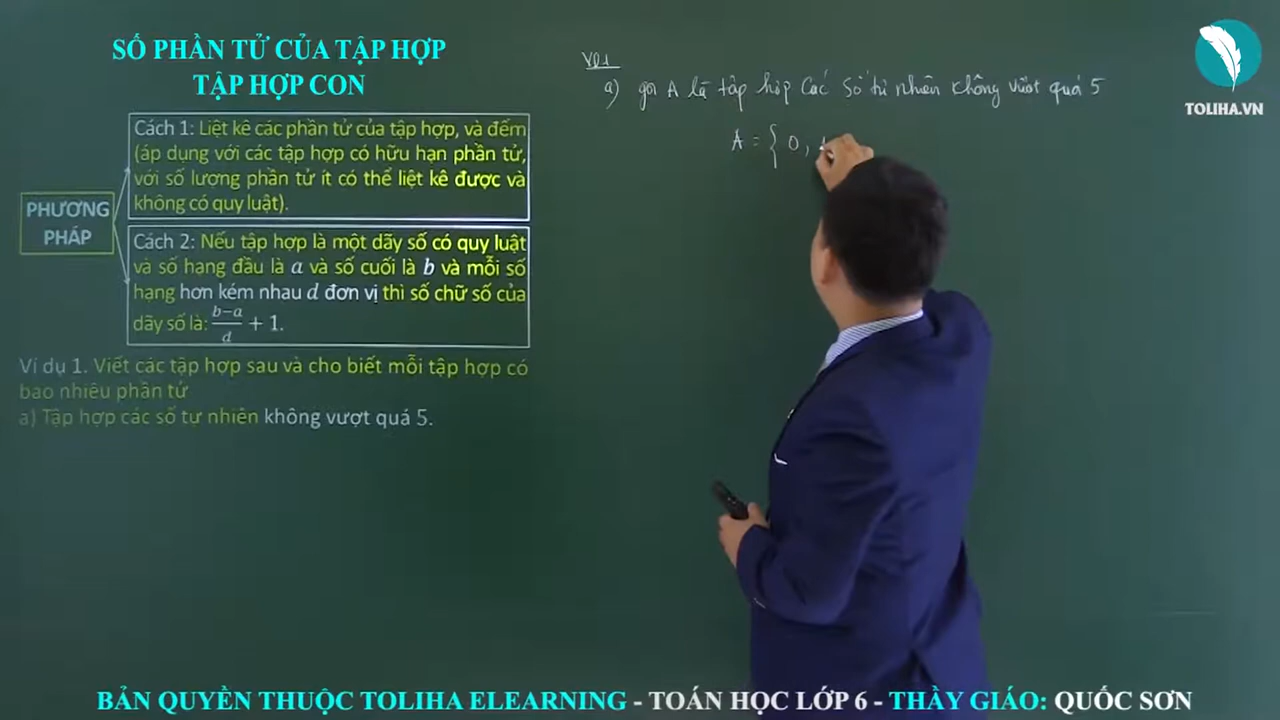 SỐ PHẦN TỬ CỦA TẬP HỢP
TẬP HỢP CON
PHƯƠNG
PHÁP
Cách 1: Liệt kê các phần tử của tập hợp, và đếm
(áp dụng với các tập hợp có hữu hạn phần tử,
với số lượng phần tử ít có thể liệt kê được và
không có quy luật).
Cách 2: Nếu tập hợp là một dãy số có quy luật
và số hạng đầu là a và số cuối là b và mỗi số
hạng hơn kém nhau d đơn vị thì số chữ số của
dãy số là: \frac{b-a}{d} + 1.
Ví dụ 1. Viết các tập hợp sau và cho biết mỗi tập hợp có
bao nhiêu phần tử
a) Tập hợp các số tự nhiên không vượt quá 5.
VD1
a) gọi A là tập hợp các số tự nhiên không vượt quá 5
A = { 0,
TOLIHA.VN
BẢN QUYỀN THUỘC TOLIHA ELEARNING - TOÁN HỌC LỚP 6 - THẦY GIÁO: QUỐC SƠN